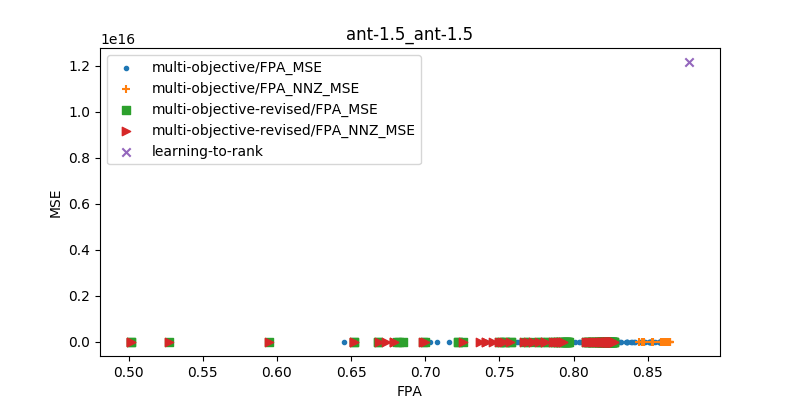 ant-1.5_ant-1.5
1e16
multi-objective/FPA_MSE
multi-objective/FPA_NNZ_MSE
multi-objective-revised/FPA_MSE
multi-objective-revised/FPA_NNZ_MSE
learning-to-rank
MSE
1.2
1.0
0.8
0.6
0.4
0.2
0.0
0.50 0.55 0.60 0.65 0.70 0.75 0.80 0.85
FPA